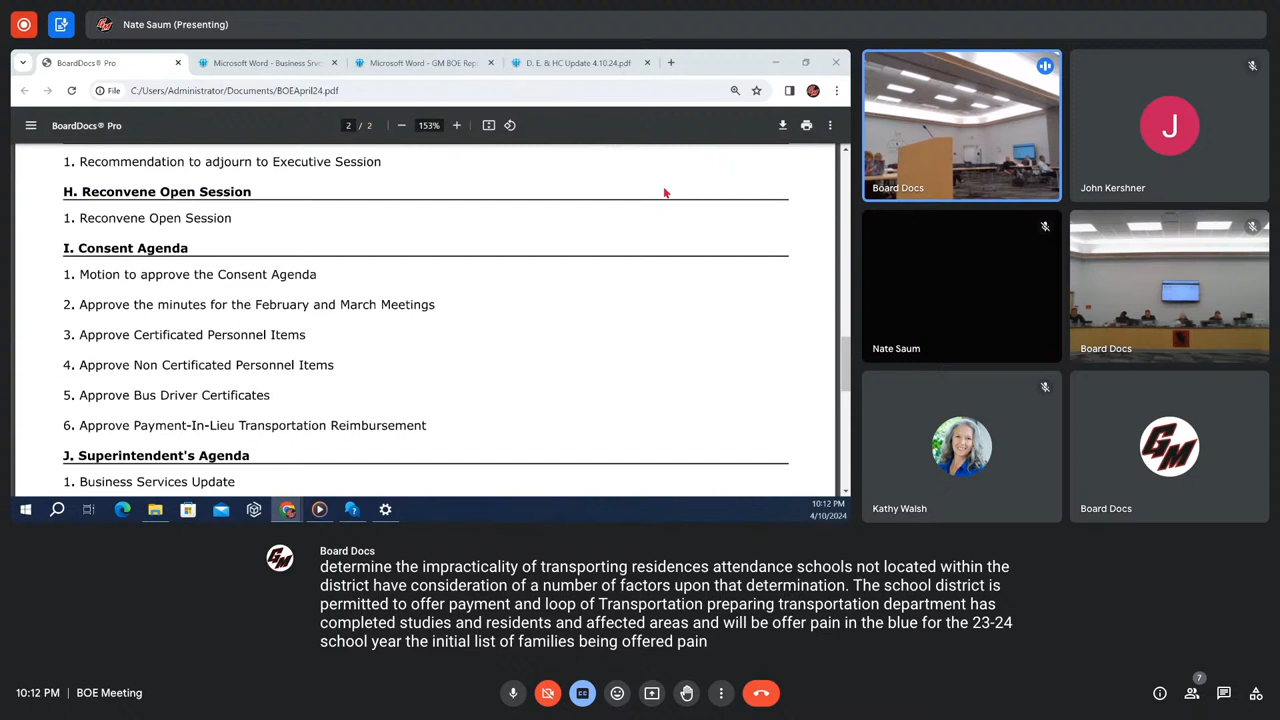 Nate Saum (Presenting)
BoardDocs® Pro
Microsoft Word - Business Srv
Microsoft Word - GM BOE Rep
D. E. & HC Update 4.10.24.pdf
File
C:/Users/Administrator/Documents/BOEApril24.pdf
BoardDocs® Pro
2 / 2
153%
1. Recommendation to adjourn to Executive Session
H. Reconvene Open Session
1. Reconvene Open Session
I. Consent Agenda
1. Motion to approve the Consent Agenda
2. Approve the minutes for the February and March Meetings
3. Approve Certificated Personnel Items
4. Approve Non Certificated Personnel Items
5. Approve Bus Driver Certificates
6. Approve Payment-In-Lieu Transportation Reimbursement
J. Superintendent's Agenda
1. Business Services Update
10:12 PM
4/10/2024
Board Docs
J
John Kershner
Nate Saum
Board Docs
Kathy Walsh
GM
Board Docs
Board Docs
determine the impracticality of transporting residences attendance schools not located within the
district have consideration of a number of factors upon that determination. The school district is
permitted to offer payment and loop of Transportation preparing transportation department has
completed studies and residents and affected areas and will be offer pain in the blue for the 23-24
school year the initial list of families being offered pain
10:12 PM | BOE Meeting
CC
7